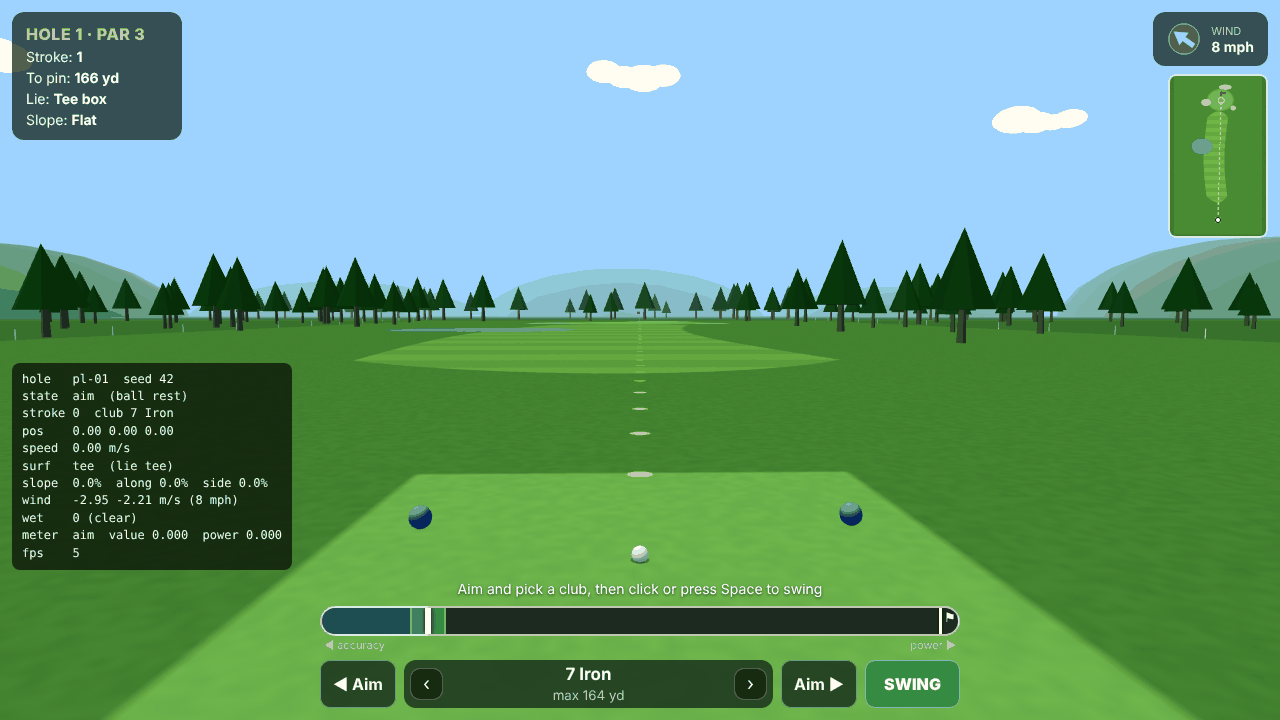 HOLE 1 · PAR 3
Stroke: 1
To pin: 166 yd
Lie: Tee box
Slope: Flat
WIND
8 mph
hole pl-01 seed 42
state aim (ball rest)
stroke 0 club 7 Iron
pos 0.00 0.00 0.00
speed 0.00 m/s
surf tee (lie tee)
slope 0.0% along 0.0% side 0.0%
wind -2.95 -2.21 m/s (8 mph)
wet 0 (clear)
meter aim value 0.000 power 0.000
fps 5
Aim and pick a club, then click or press Space to swing
◀ accuracy
power ▶
◀ Aim
‹
7 Iron
max 164 yd
›
Aim ▶
SWING